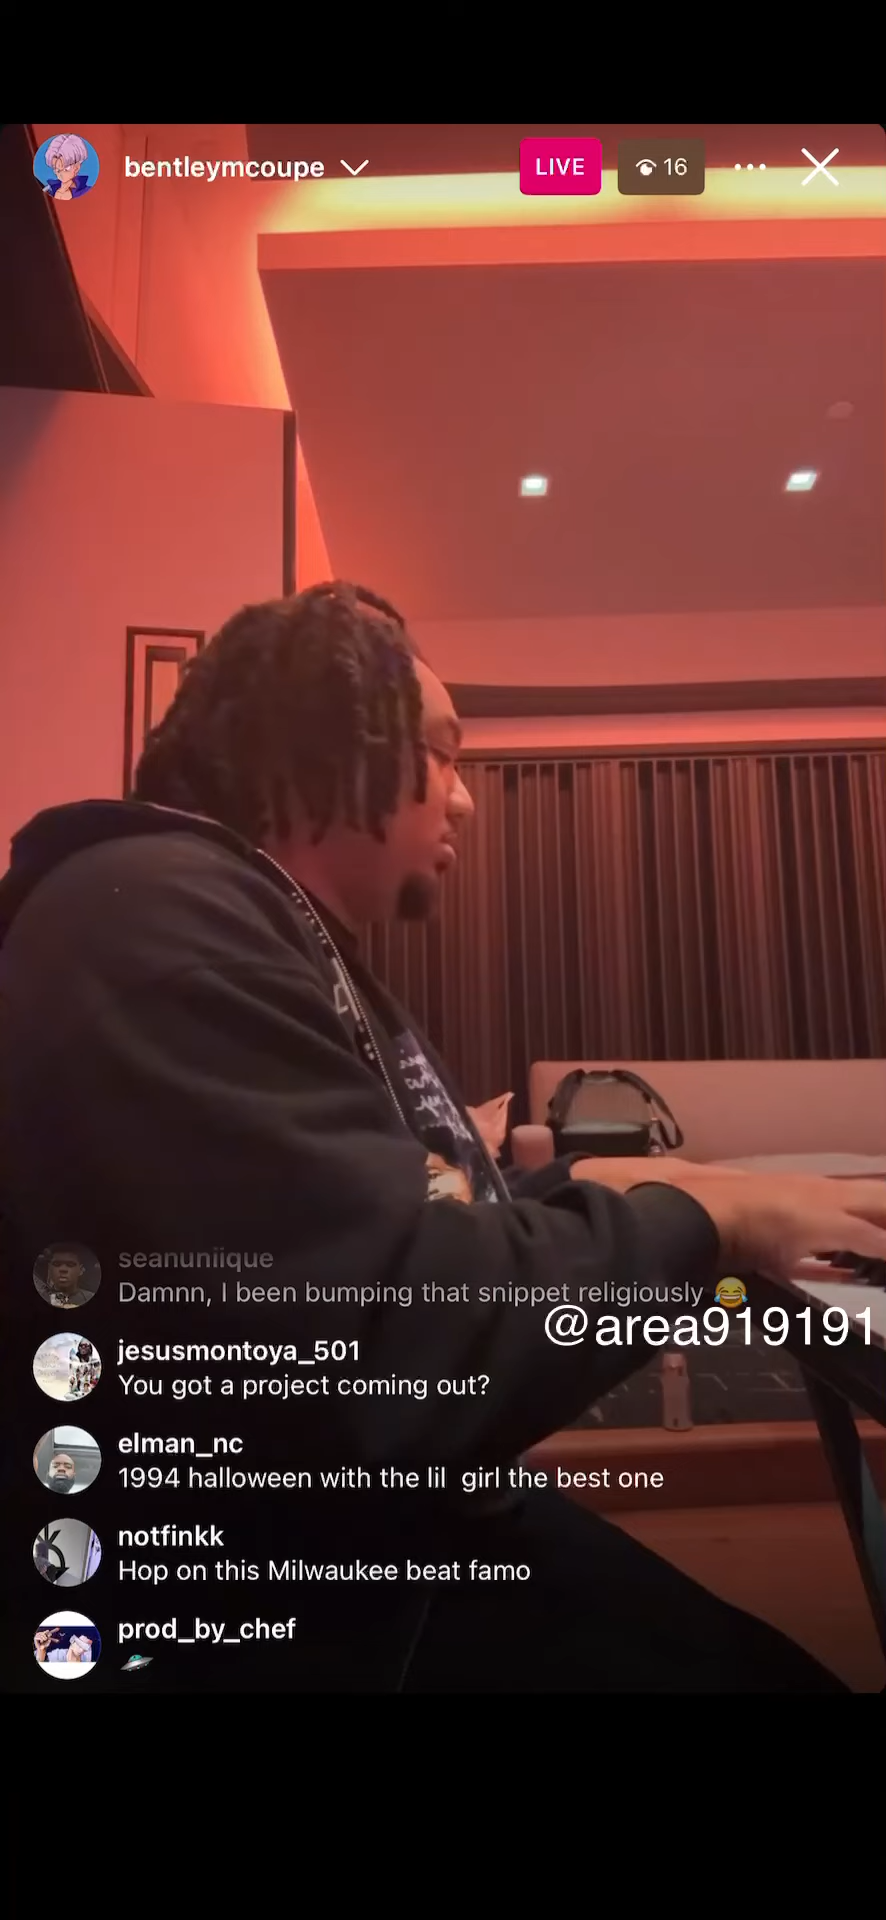 bentleymcoupe
LIVE
16
seanuniique
Damnn, I been bumping that snippet religiously 😂
@area919191
jesusmontoya_501
You got a project coming out?
elman_nc
1994 halloween with the lil  girl the best one
notfinkk
Hop on this Milwaukee beat famo
prod_by_chef
🛸